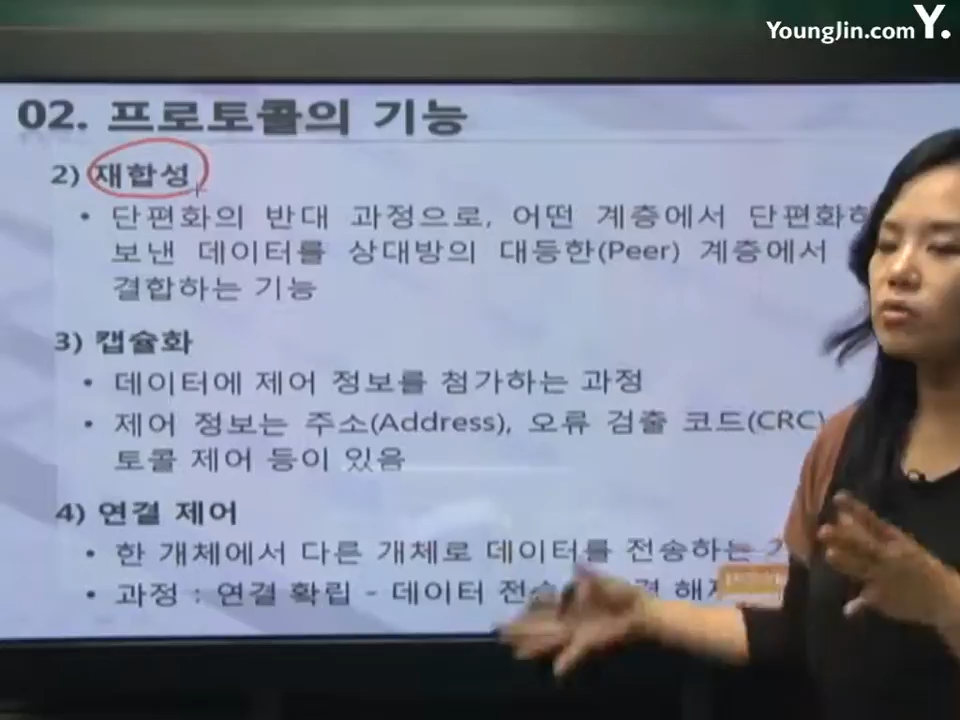 YoungJin.com Y.
02. 프로토콜의 기능
2) 재합성
• 단편화의 반대 과정으로, 어떤 계층에서 단편화하
보낸 데이터를 상대방의 대등한(Peer) 계층에서
결합하는 기능
3) 캡슐화
• 데이터에 제어 정보를 첨가하는 과정
• 제어 정보는 주소(Address), 오류 검출 코드(CRC)
토콜 제어 등이 있음
4) 연결 제어
• 한 개체에서 다른 개체로 데이터를 전송하는
• 과정 : 연결 확립 - 데이터